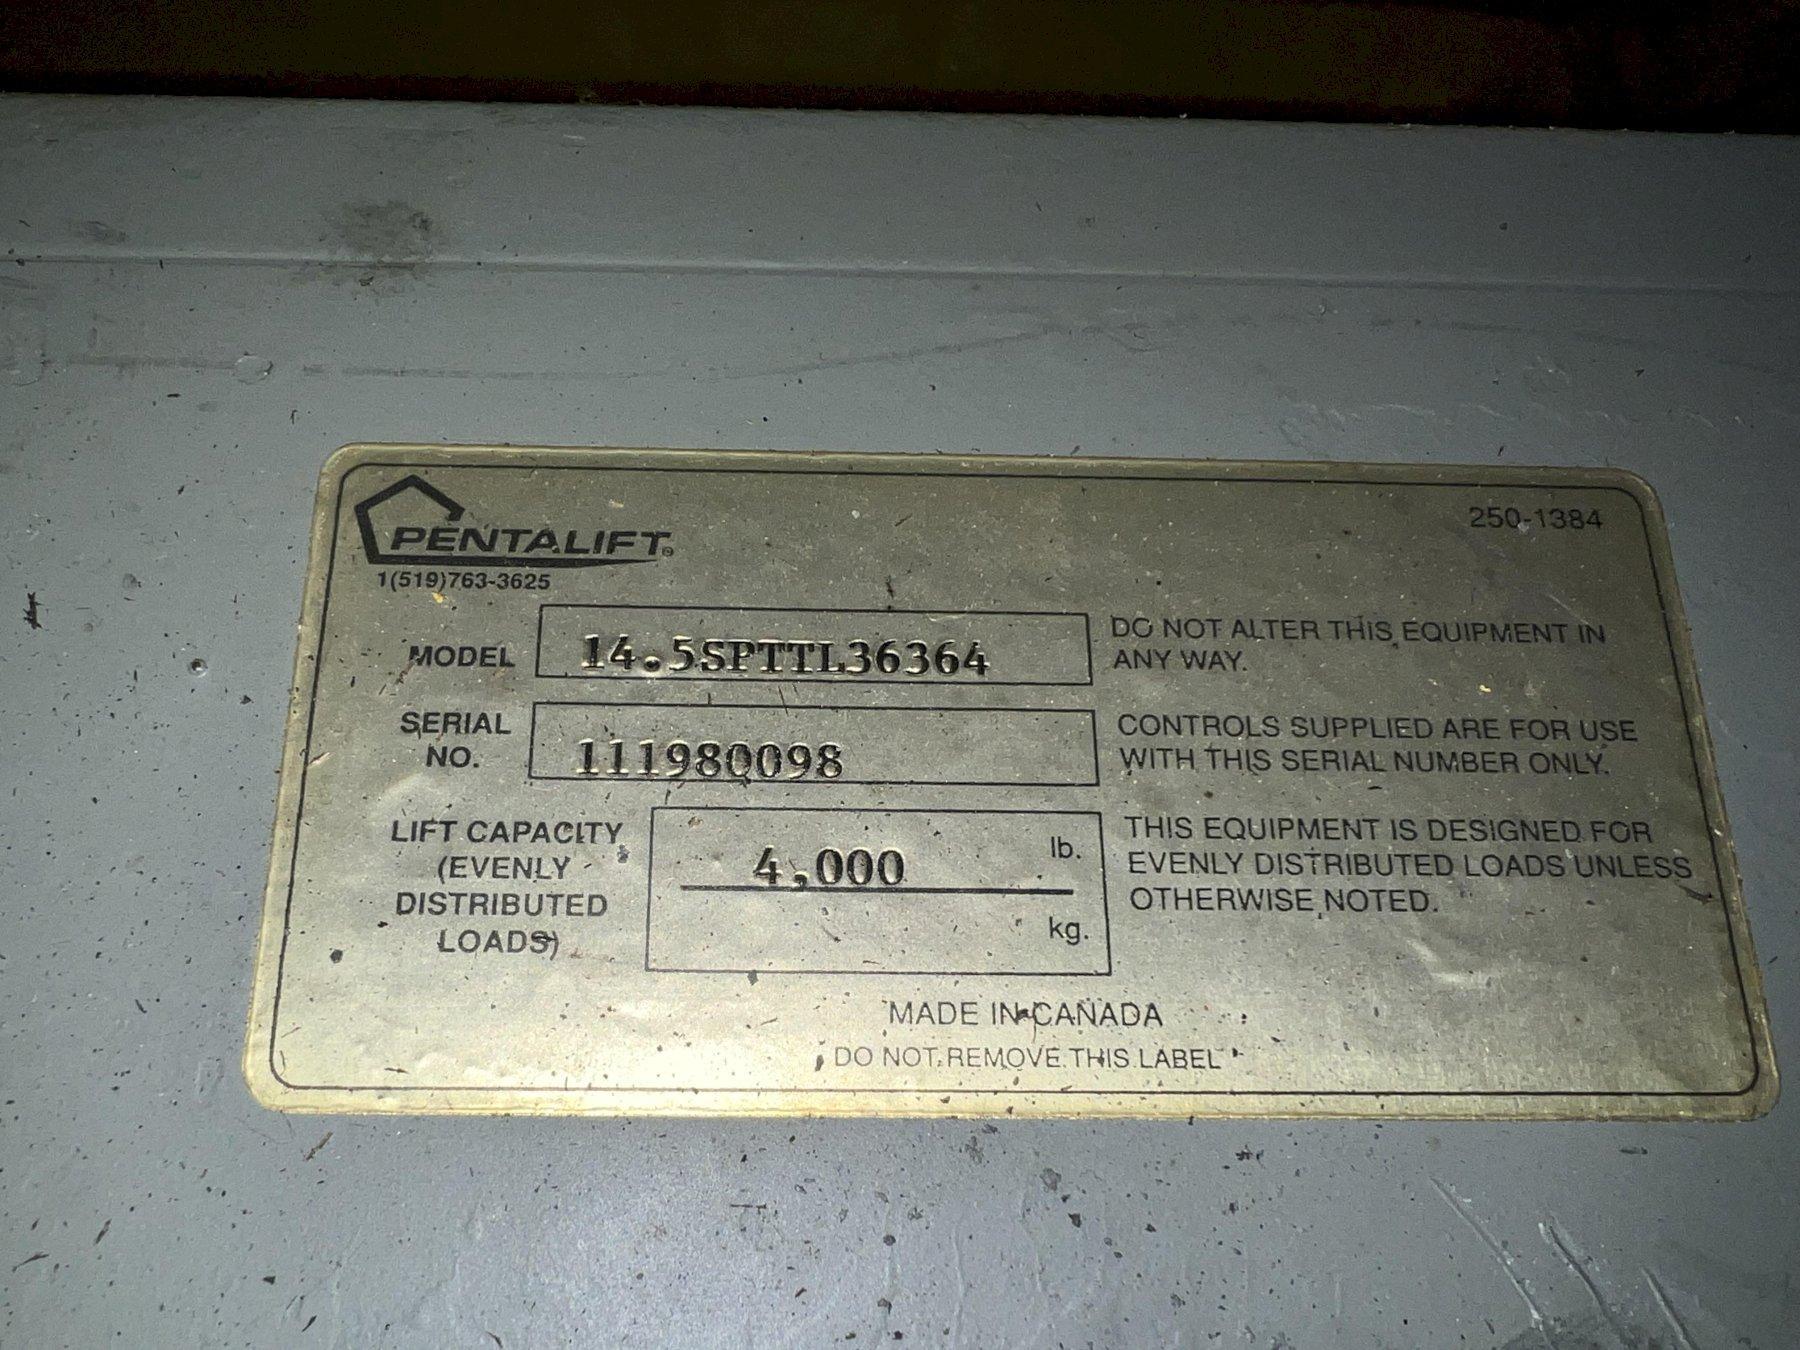 PENTALIFT®
1(519)763-3625
250-1384
MODEL 14.5SPTTL36364
DO NOT ALTER THIS EQUIPMENT IN
ANY WAY.
SERIAL
NO. 111980098
CONTROLS SUPPLIED ARE FOR USE
WITH THIS SERIAL NUMBER ONLY.
LIFT CAPACITY
(EVENLY
DISTRIBUTED
LOADS)
4,000 lb.
kg.
THIS EQUIPMENT IS DESIGNED FOR
EVENLY DISTRIBUTED LOADS UNLESS
OTHERWISE NOTED.
MADE IN CANADA
DO NOT REMOVE THIS LABEL